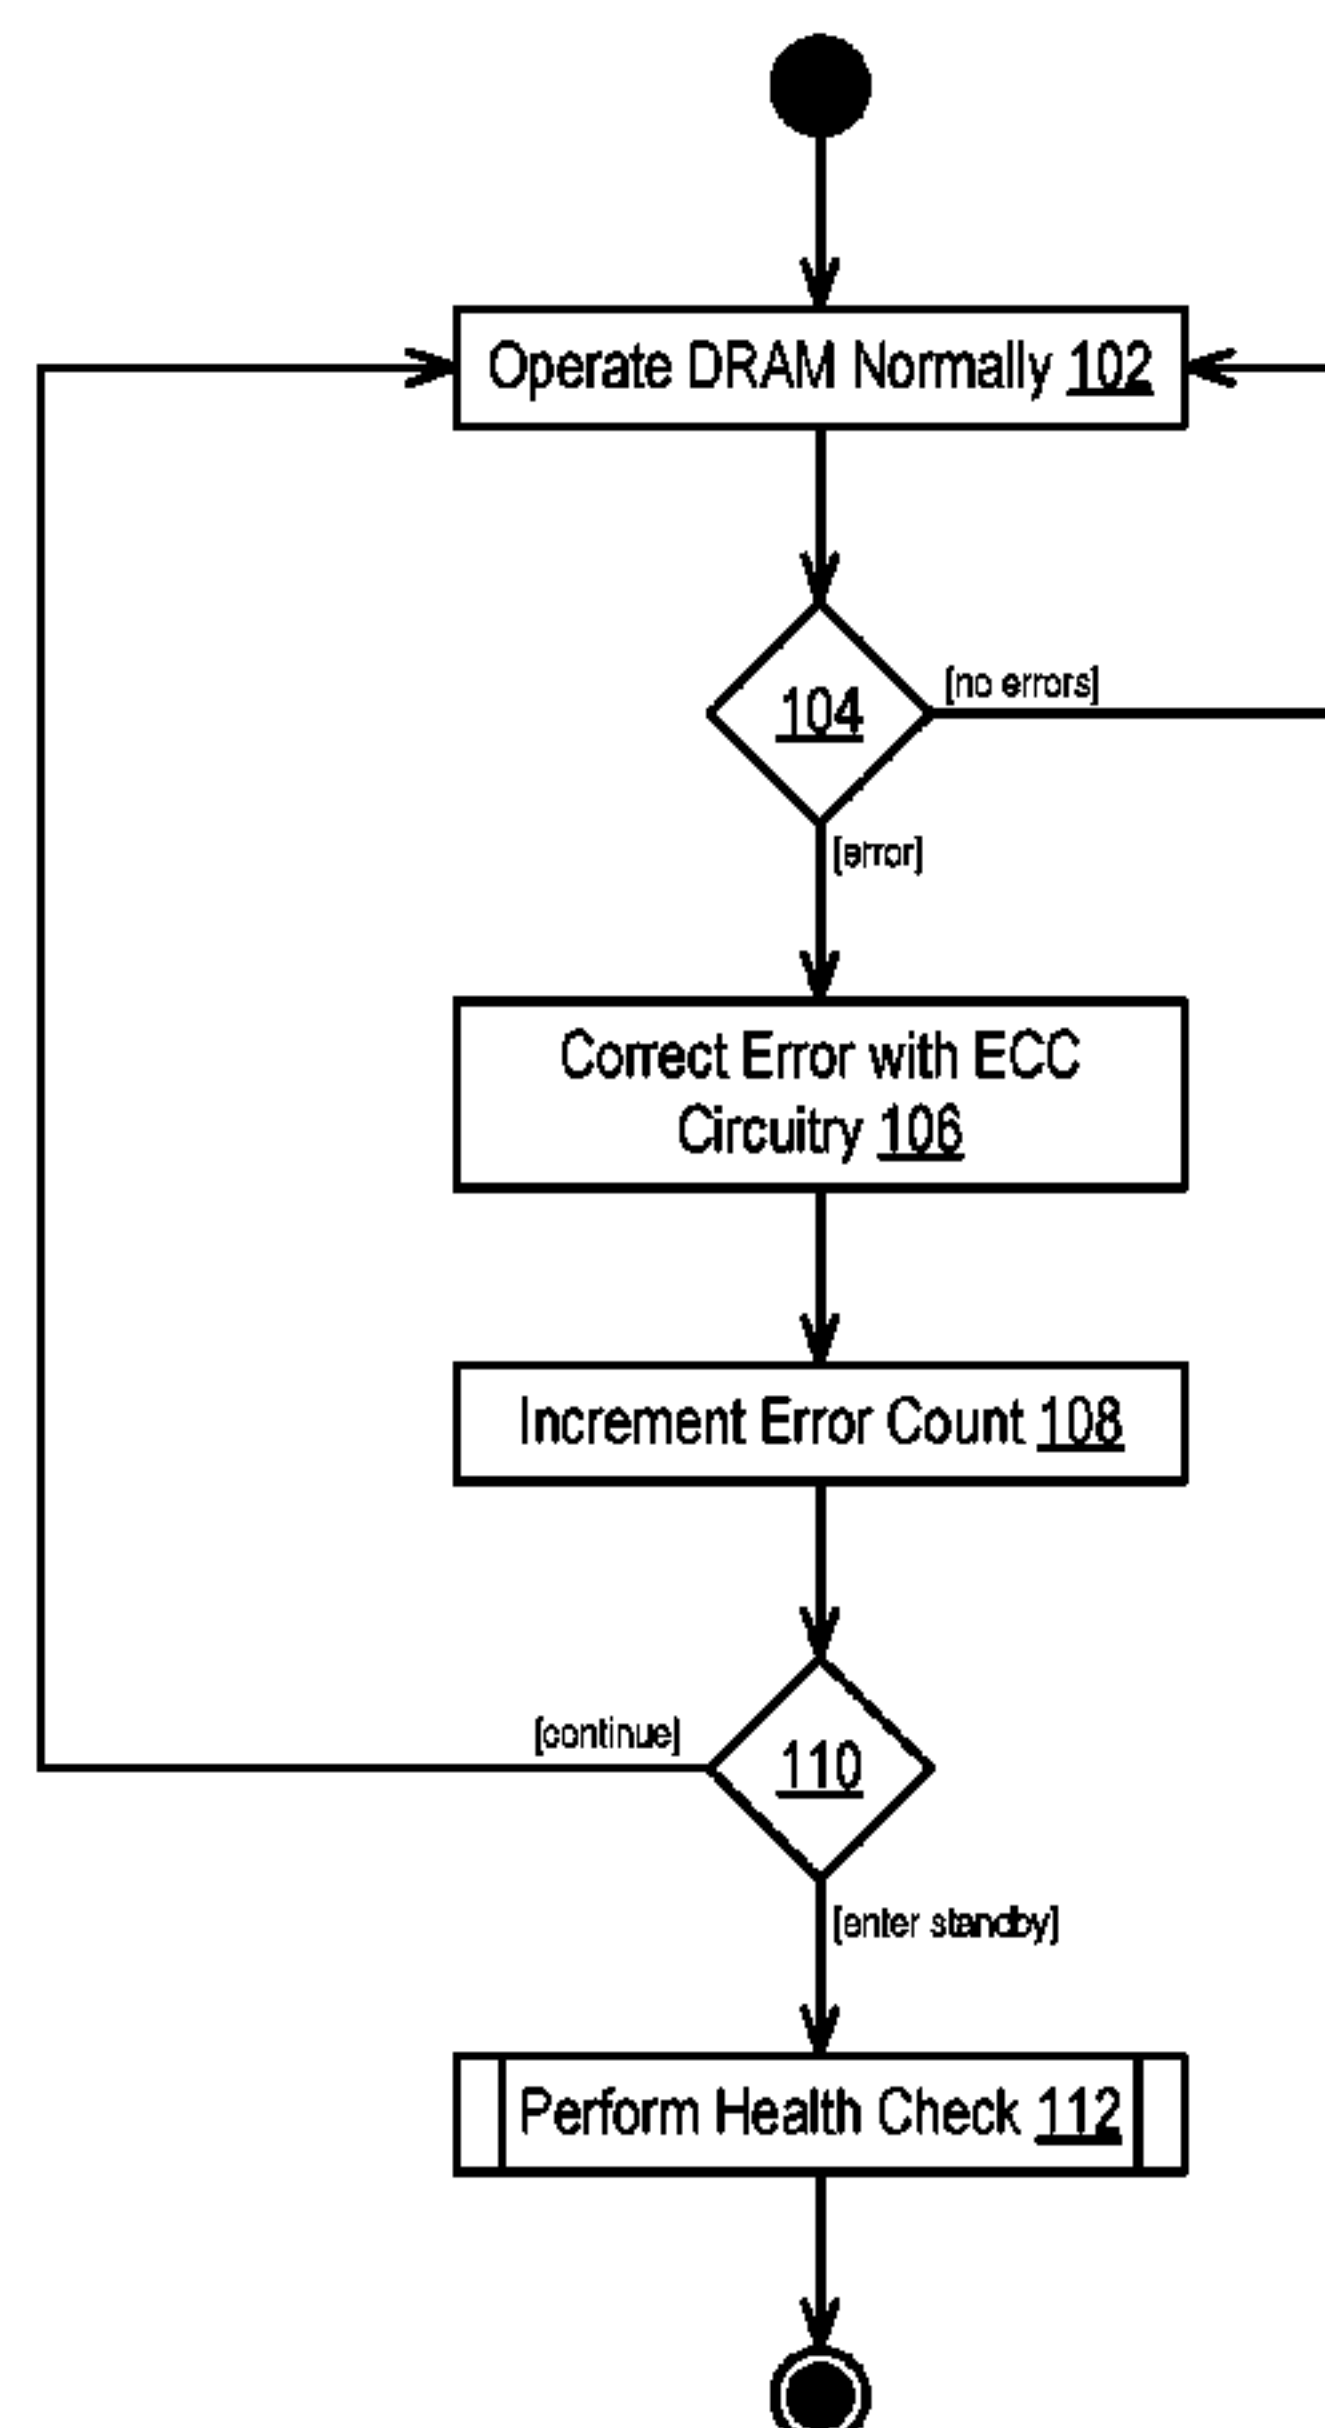 Operate DRAM Normally 102
104
[no errors]
[error]
Correct Error with ECC
Circuitry 106
Increment Error Count 108
[continue]
110
[enter standby]
Perform Health Check 112